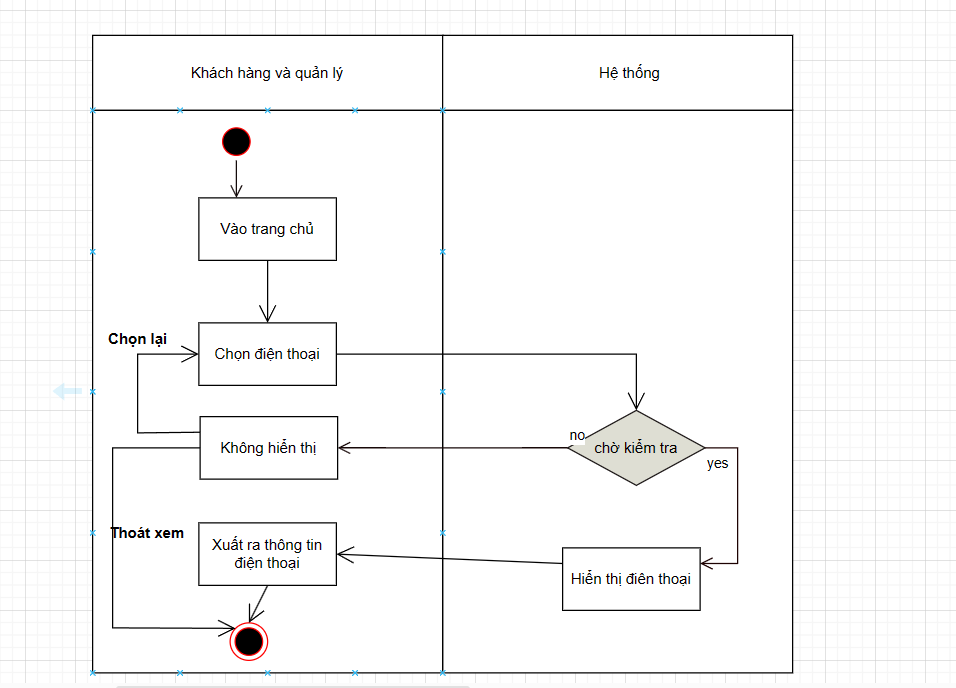 Khách hàng và quản lý
Hệ thống
Vào trang chủ
Chọn lại
Chọn điện thoại
no
chờ kiểm tra
Không hiển thị
yes
Thoát xem
Xuất ra thông tin
điện thoại
Hiển thị điên thoại